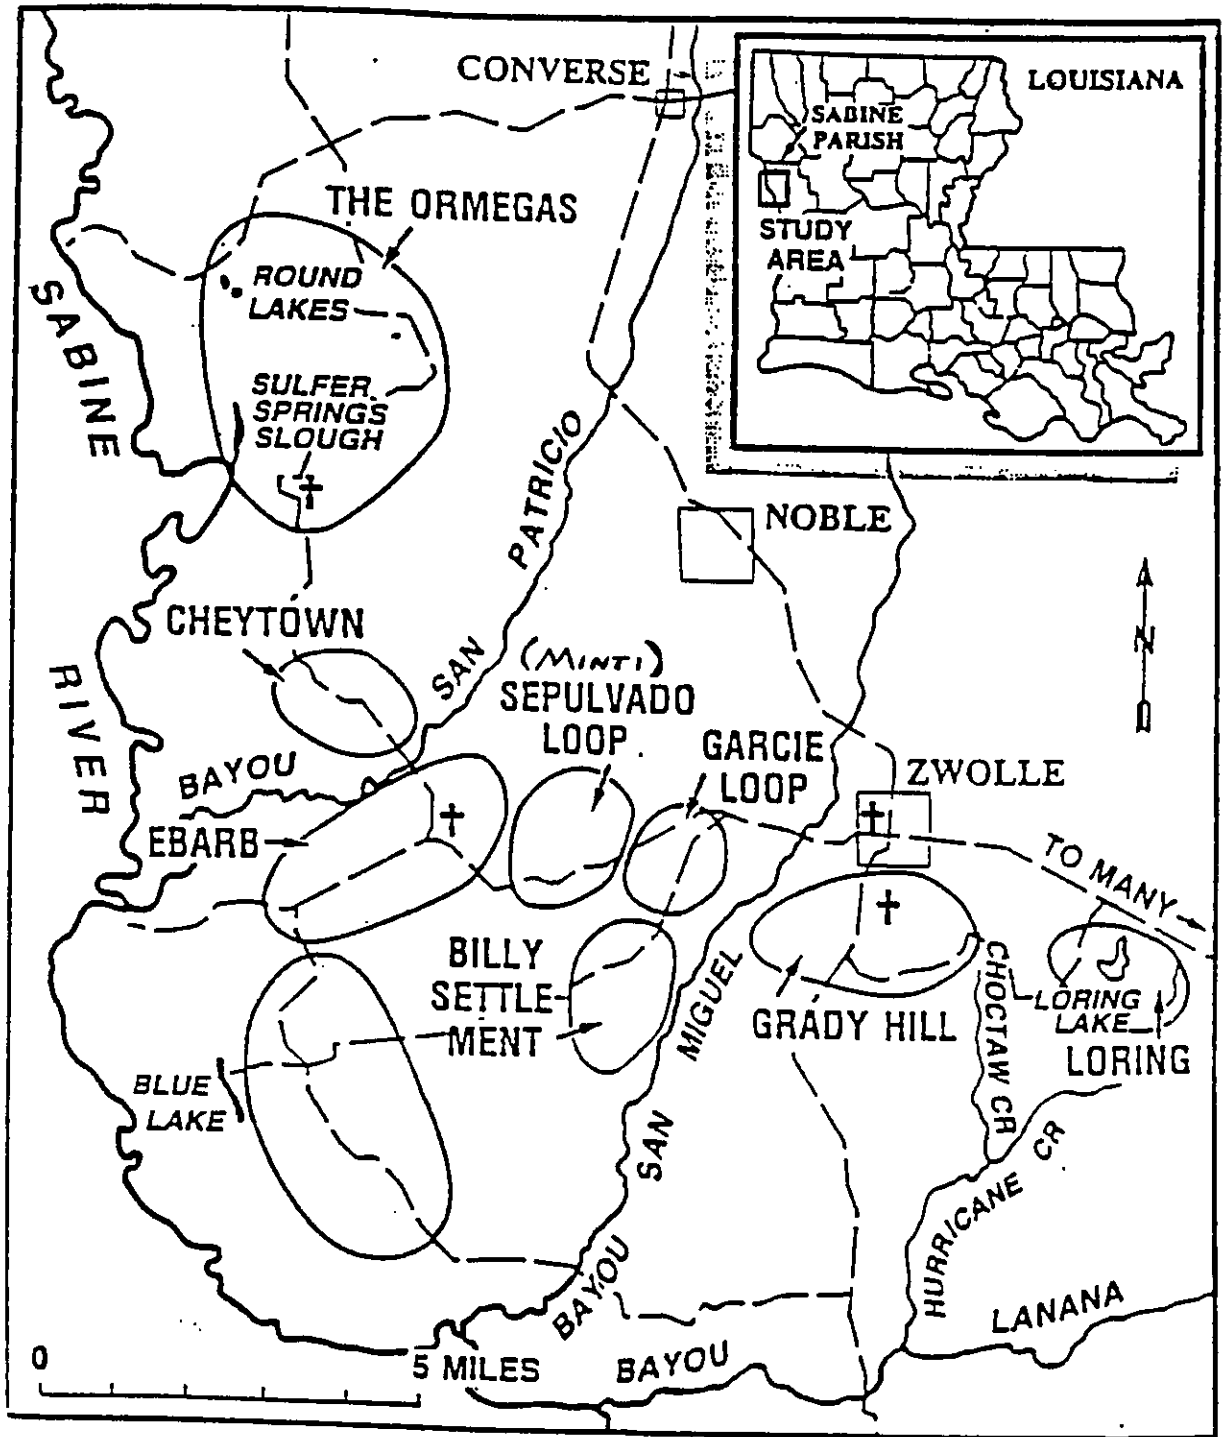 CONVERSE
LOUISIANA
SABINE
PARISH
STUDY
AREA
THE ORMEGAS
ROUND
LAKES
SULFER
SPRINGS
SLOUGH
SABINE
RIVER
PATRICIO
SAN
BAYOU
NOBLE
CHEYTOWN
N
(MINTI)
SEPULVADO
LOOP
GARCIE
LOOP
ZWOLLE
EBARB
TO MANY
BILLY
SETTLE-
MENT
MIGUEL
SAN
BAYOU
GRADY HILL
CHOCTAW CR
LORING
LAKE
LORING
BLUE
LAKE
HURRICANE CR
LANANA
BAYOU
0
5 MILES